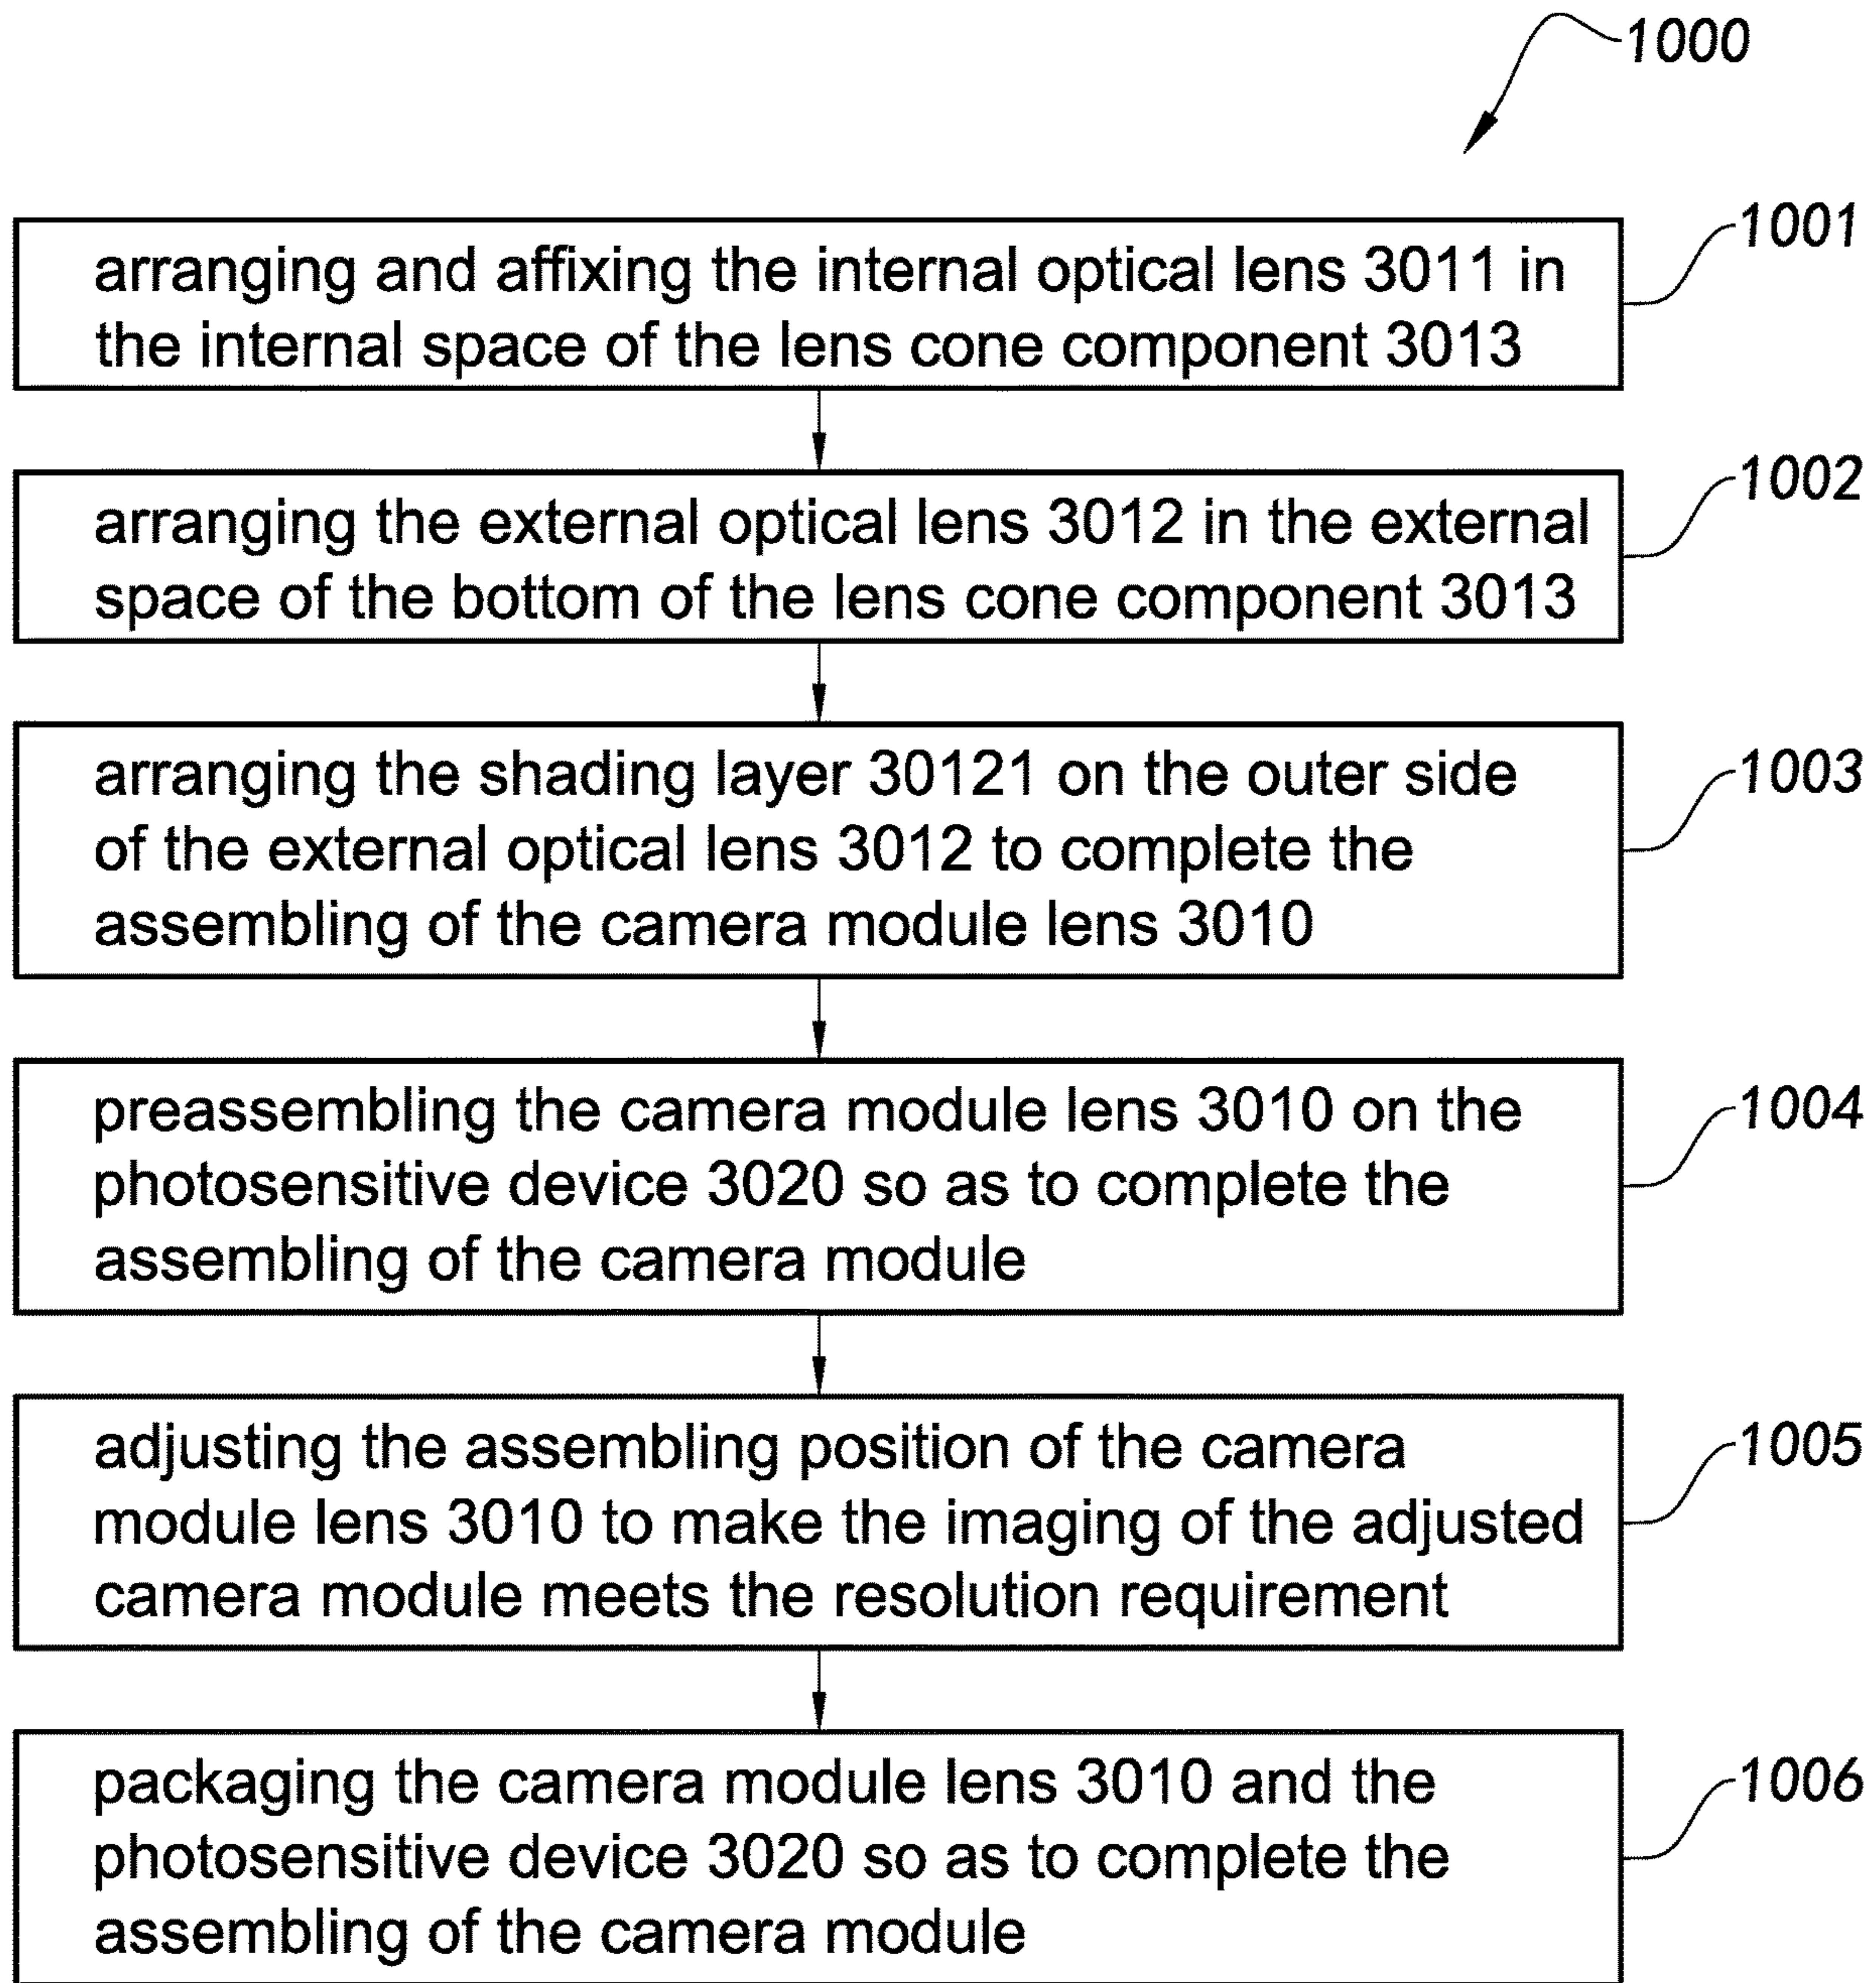 1000
arranging and affixing the internal optical lens 3011 in
the internal space of the lens cone component 3013
1001
arranging the external optical lens 3012 in the external
space of the bottom of the lens cone component 3013
1002
arranging the shading layer 30121 on the outer side
of the external optical lens 3012 to complete the
assembling of the camera module lens 3010
1003
preassembling the camera module lens 3010 on the
photosensitive device 3020 so as to complete the
assembling of the camera module
1004
adjusting the assembling position of the camera
module lens 3010 to make the imaging of the adjusted
camera module meets the resolution requirement
1005
packaging the camera module lens 3010 and the
photosensitive device 3020 so as to complete the
assembling of the camera module
1006